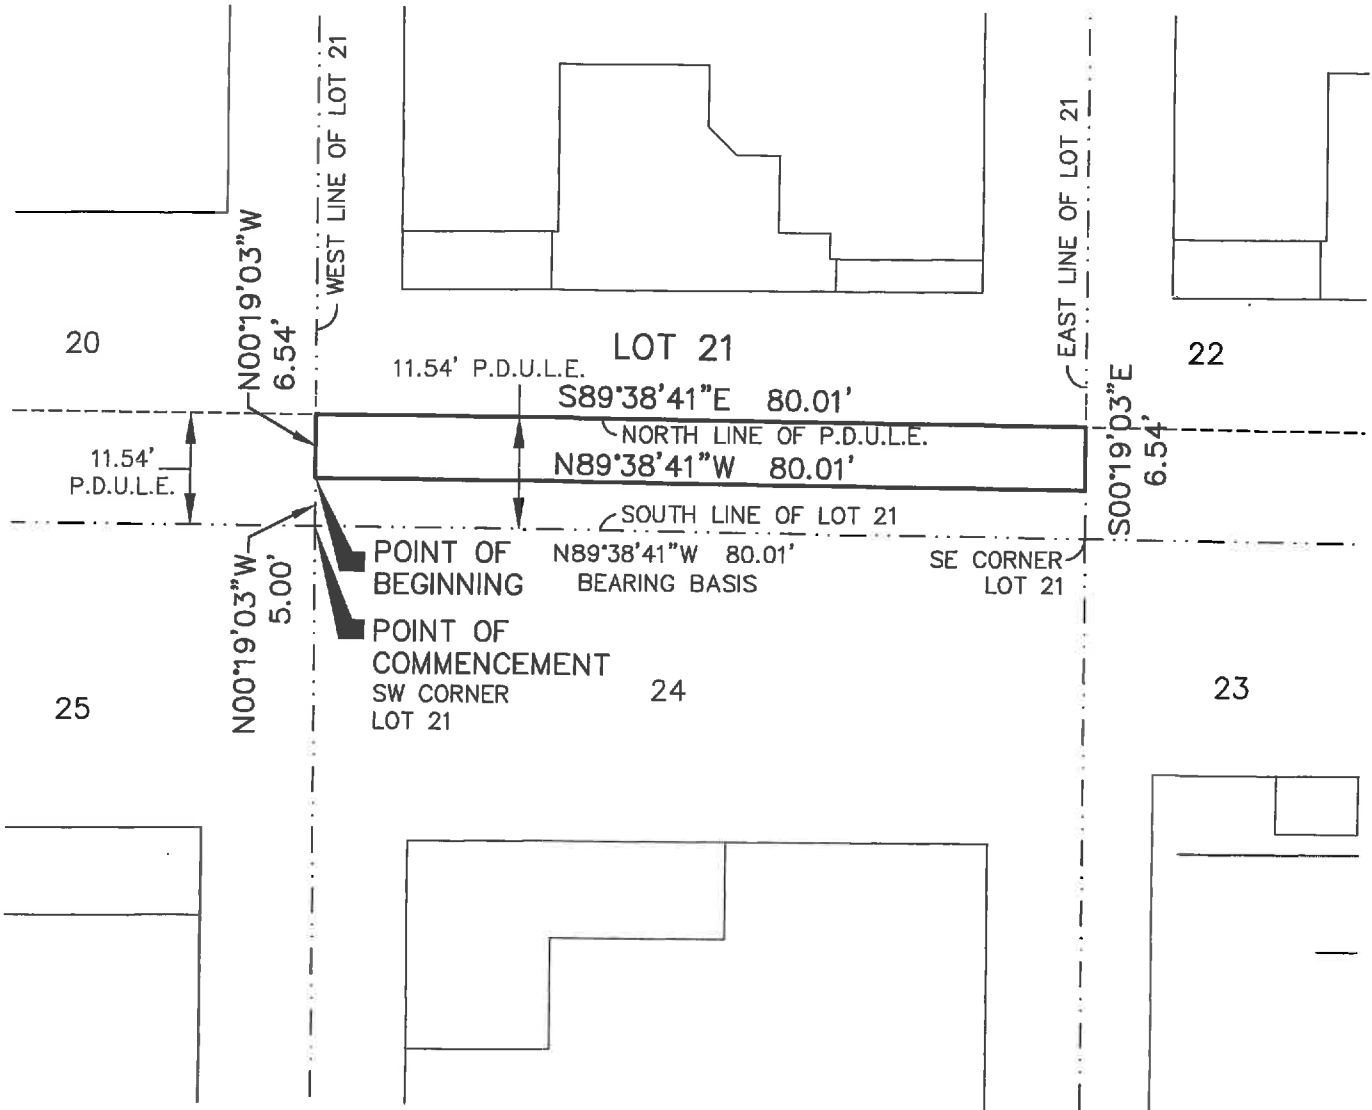 WEST LINE OF LOT 21
EAST LINE OF LOT 21
N00°19'03"W
6.54'
20
LOT 21
22
11.54' P.D.U.L.E.
S89°38'41"E 80.01'
NORTH LINE OF P.D.U.L.E.
N89°38'41"W 80.01'
S00°19'03"E
6.54'
11.54'
P.D.U.L.E.
SOUTH LINE OF LOT 21
N89°38'41"W 80.01'
BEARING BASIS
SE CORNER
LOT 21
POINT OF
BEGINNING
N00°19'03"W
5.00'
POINT OF
COMMENCEMENT
SW CORNER
LOT 21
25
24
23